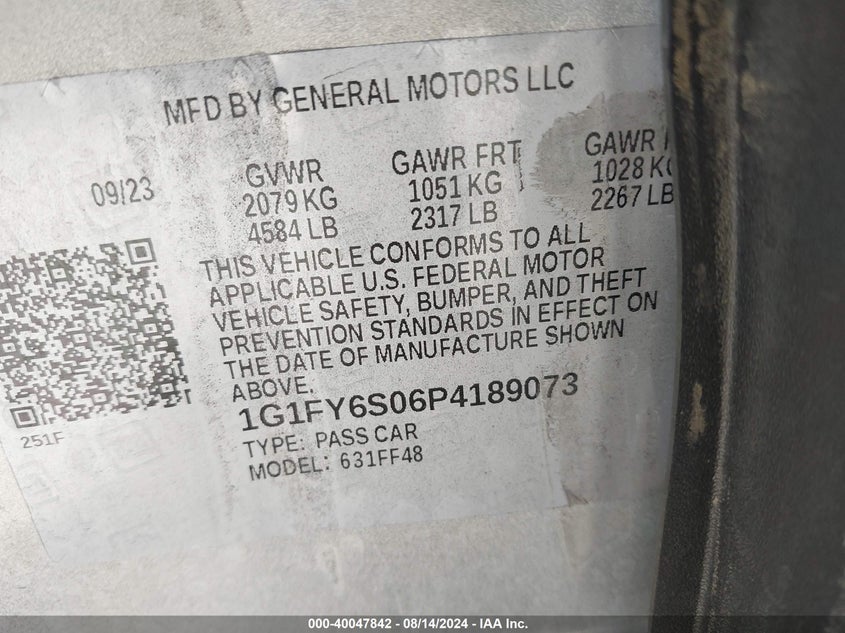 MFD BY GENERAL MOTORS LLC
09/23 GVWR GAWR FRT GAWR
2079 KG 1051 KG 1028 KG
4584 LB 2317 LB 2267 LB
THIS VEHICLE CONFORMS TO ALL
APPLICABLE U.S. FEDERAL MOTOR
VEHICLE SAFETY, BUMPER, AND THEFT
PREVENTION STANDARDS IN EFFECT ON
THE DATE OF MANUFACTURE SHOWN
ABOVE.
1G1FY6S06P4189073
251F
TYPE: PASS CAR
MODEL: 631FF48
000-40047842 - 08/14/2024 - IAA Inc.